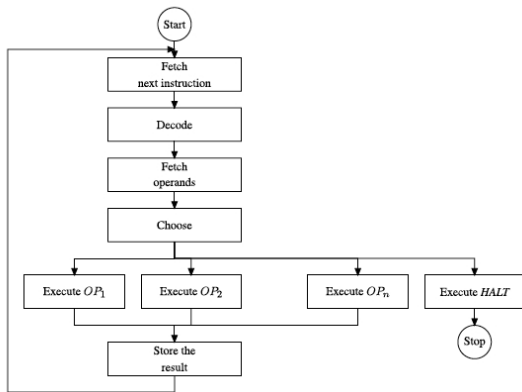 Start
Fetch
next instruction
Decode
Fetch
operands
Choose
Execute OP₁
Execute OP₂
Execute OPₙ
Execute HALT
Store the
result
Stop